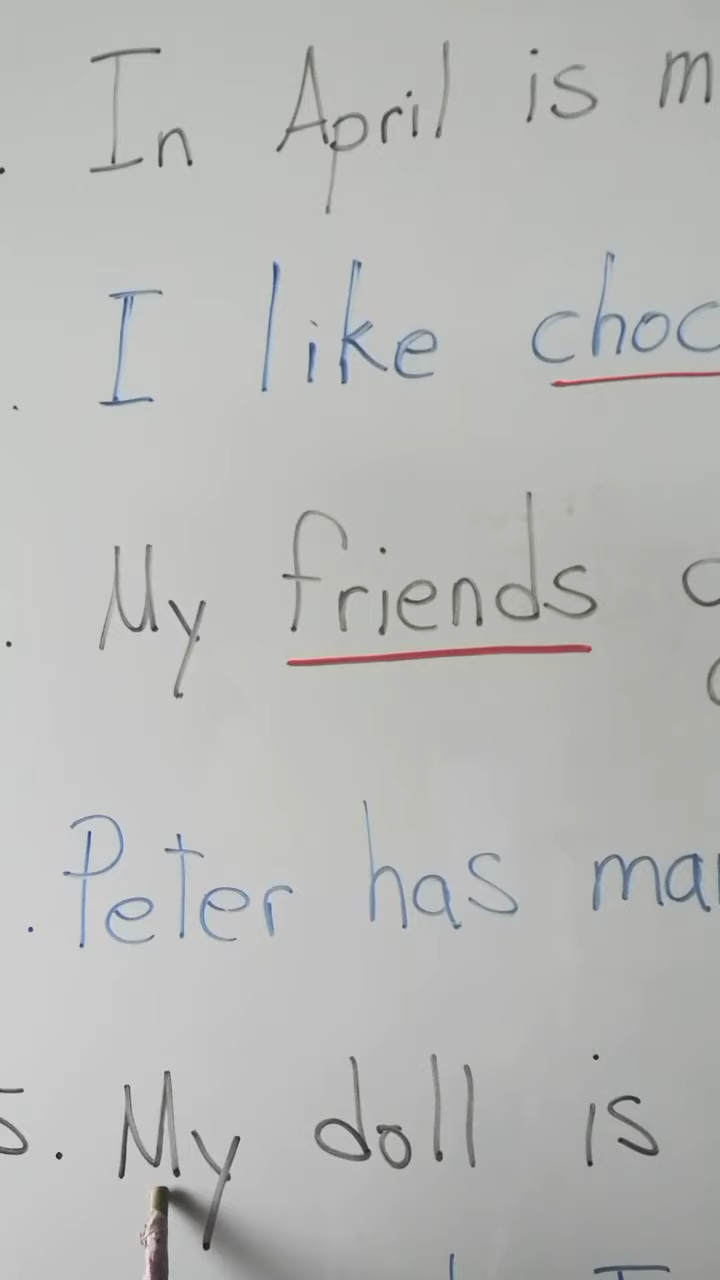 . In April is m
. I like choc
. My friends
. Peter has ma
5. My doll is